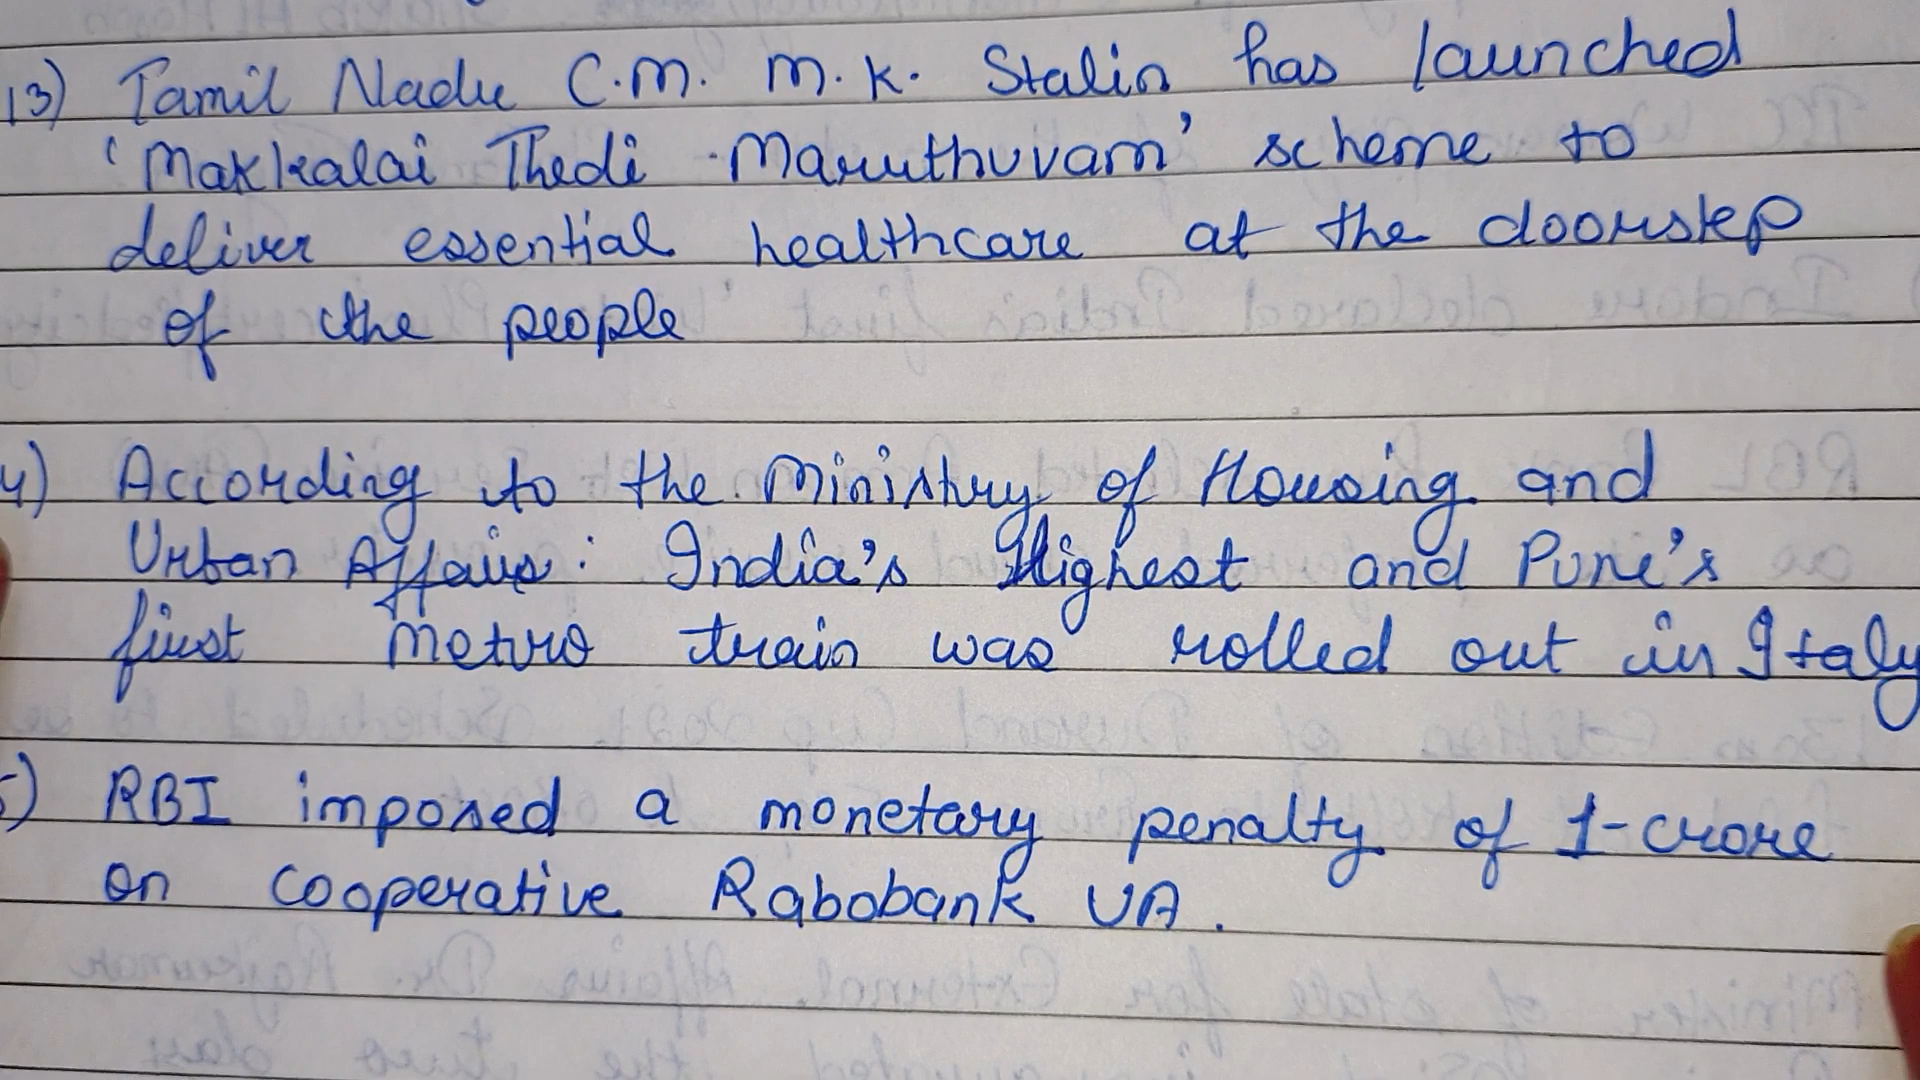 13) Tamil Nadu C.M. M.K. Stalin has launched
'Makkalai Thedi Maruthuvam' scheme to
deliver essential healthcare at the doorstep
of the people
4) According to the Ministry of Housing and
Urban Affairs: India's Highest and Pune's
first Metro train was rolled out in Italy
5) RBI imposed a monetary penalty of 1-crore
on cooperative Rabobank UA.